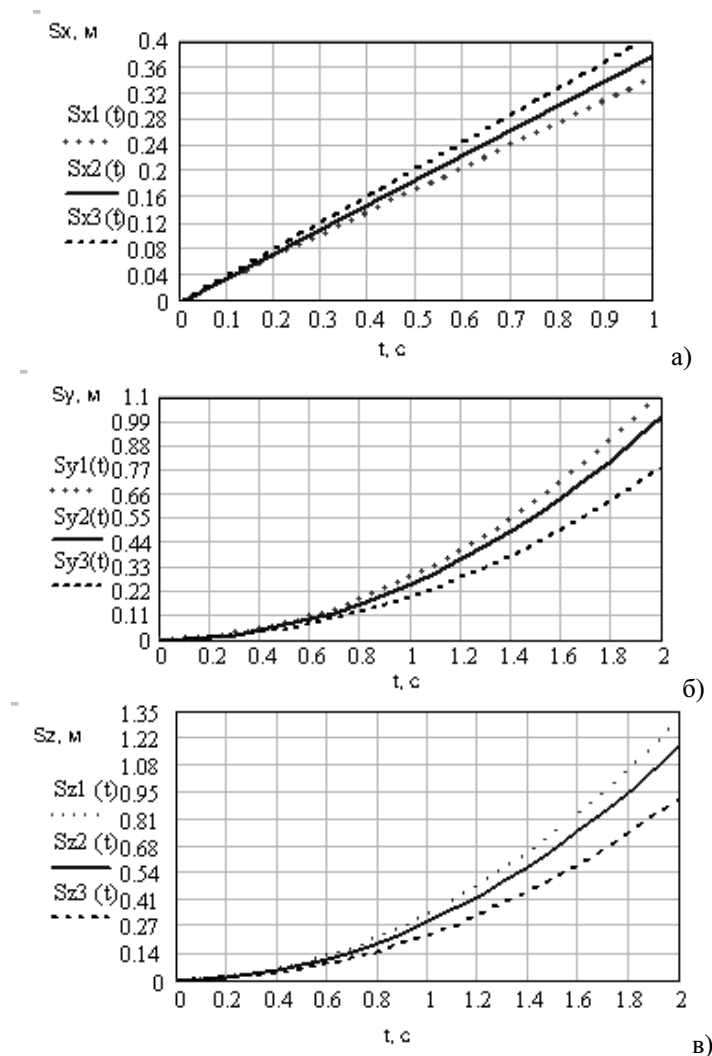 Sx, м
0.4
0.36
0.32
Sx1 (t)
0.28
0.24
Sx2 (t)
0.2
0.16
Sx3 (t)
0.12
0.08
0.04
0
0 0.1 0.2 0.3 0.4 0.5 0.6 0.7 0.8 0.9 1
t, с
а)
Sy, м
1.1
0.99
0.88
Sy1(t)
0.77
0.66
Sy2(t)
0.55
0.44
Sy3(t)
0.33
0.22
0.11
0
0 0.2 0.4 0.6 0.8 1 1.2 1.4 1.6 1.8 2
t, с
б)
Sz, м
1.35
1.22
1.08
Sz1 (t)
0.95
0.81
Sz2 (t)
0.68
0.54
Sz3 (t)
0.41
0.27
0.14
0
0 0.2 0.4 0.6 0.8 1 1.2 1.4 1.6 1.8 2
t, с
в)